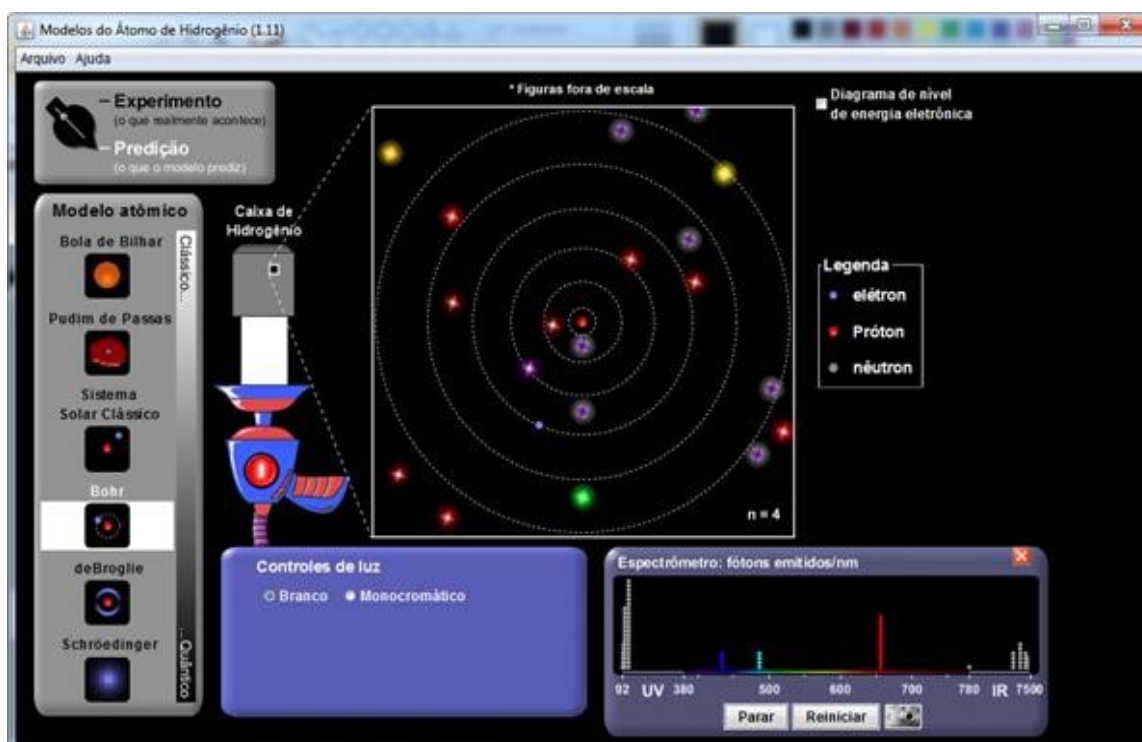 Modelos do Átomo de Hidrogênio (1.11)
Arquivo Ajuda
Experimento
(o que realmente acontece)
Predição
(o que o modelo prediz)
* Figuras fora de escala
Diagrama de nível
de energia eletrônica
Modelo atômico
Clássico...
...Quântico
Bola de Bilhar
Pudim de Passas
Sistema
Solar Clássico
Bohr
deBroglie
Schröedinger
Caixa de
Hidrogênio
Legenda
elétron
Próton
nêutron
n = 4
Controles de luz
Branco Monocromático
Espectrômetro: fótons emitidos/nm
92 UV 380 500 600 700 780 IR 7500
Parar Reiniciar